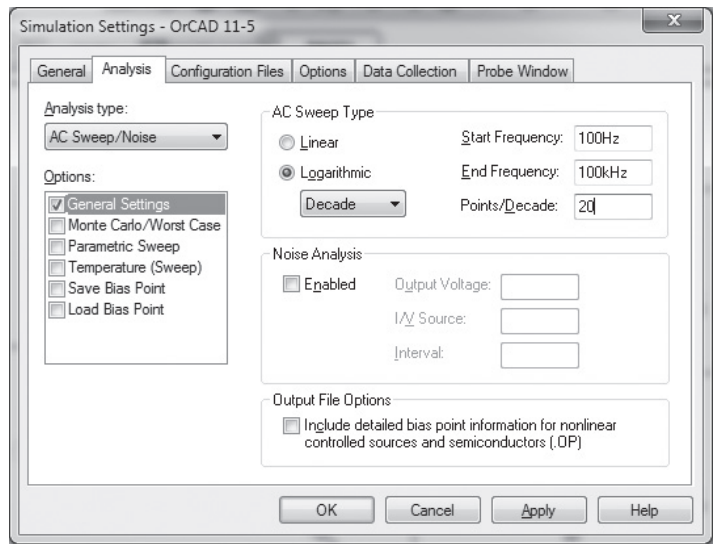 Simulation Settings - OrCAD 11-5
x
General Analysis Configuration Files Options Data Collection Probe Window
Analysis type:
AC Sweep/Noise
Options:
General Settings
Monte Carlo/Worst Case
Parametric Sweep
Temperature (Sweep)
Save Bias Point
Load Bias Point
AC Sweep Type
Linear
Logarithmic
Decade
Start Frequency: 100Hz
End Frequency: 100kHz
Points/Decade: 20
Noise Analysis
Enabled
Output Voltage:
I/V Source:
Interval:
Output File Options
Include detailed bias point information for nonlinear
controlled sources and semiconductors (.OP)
OK Cancel Apply Help